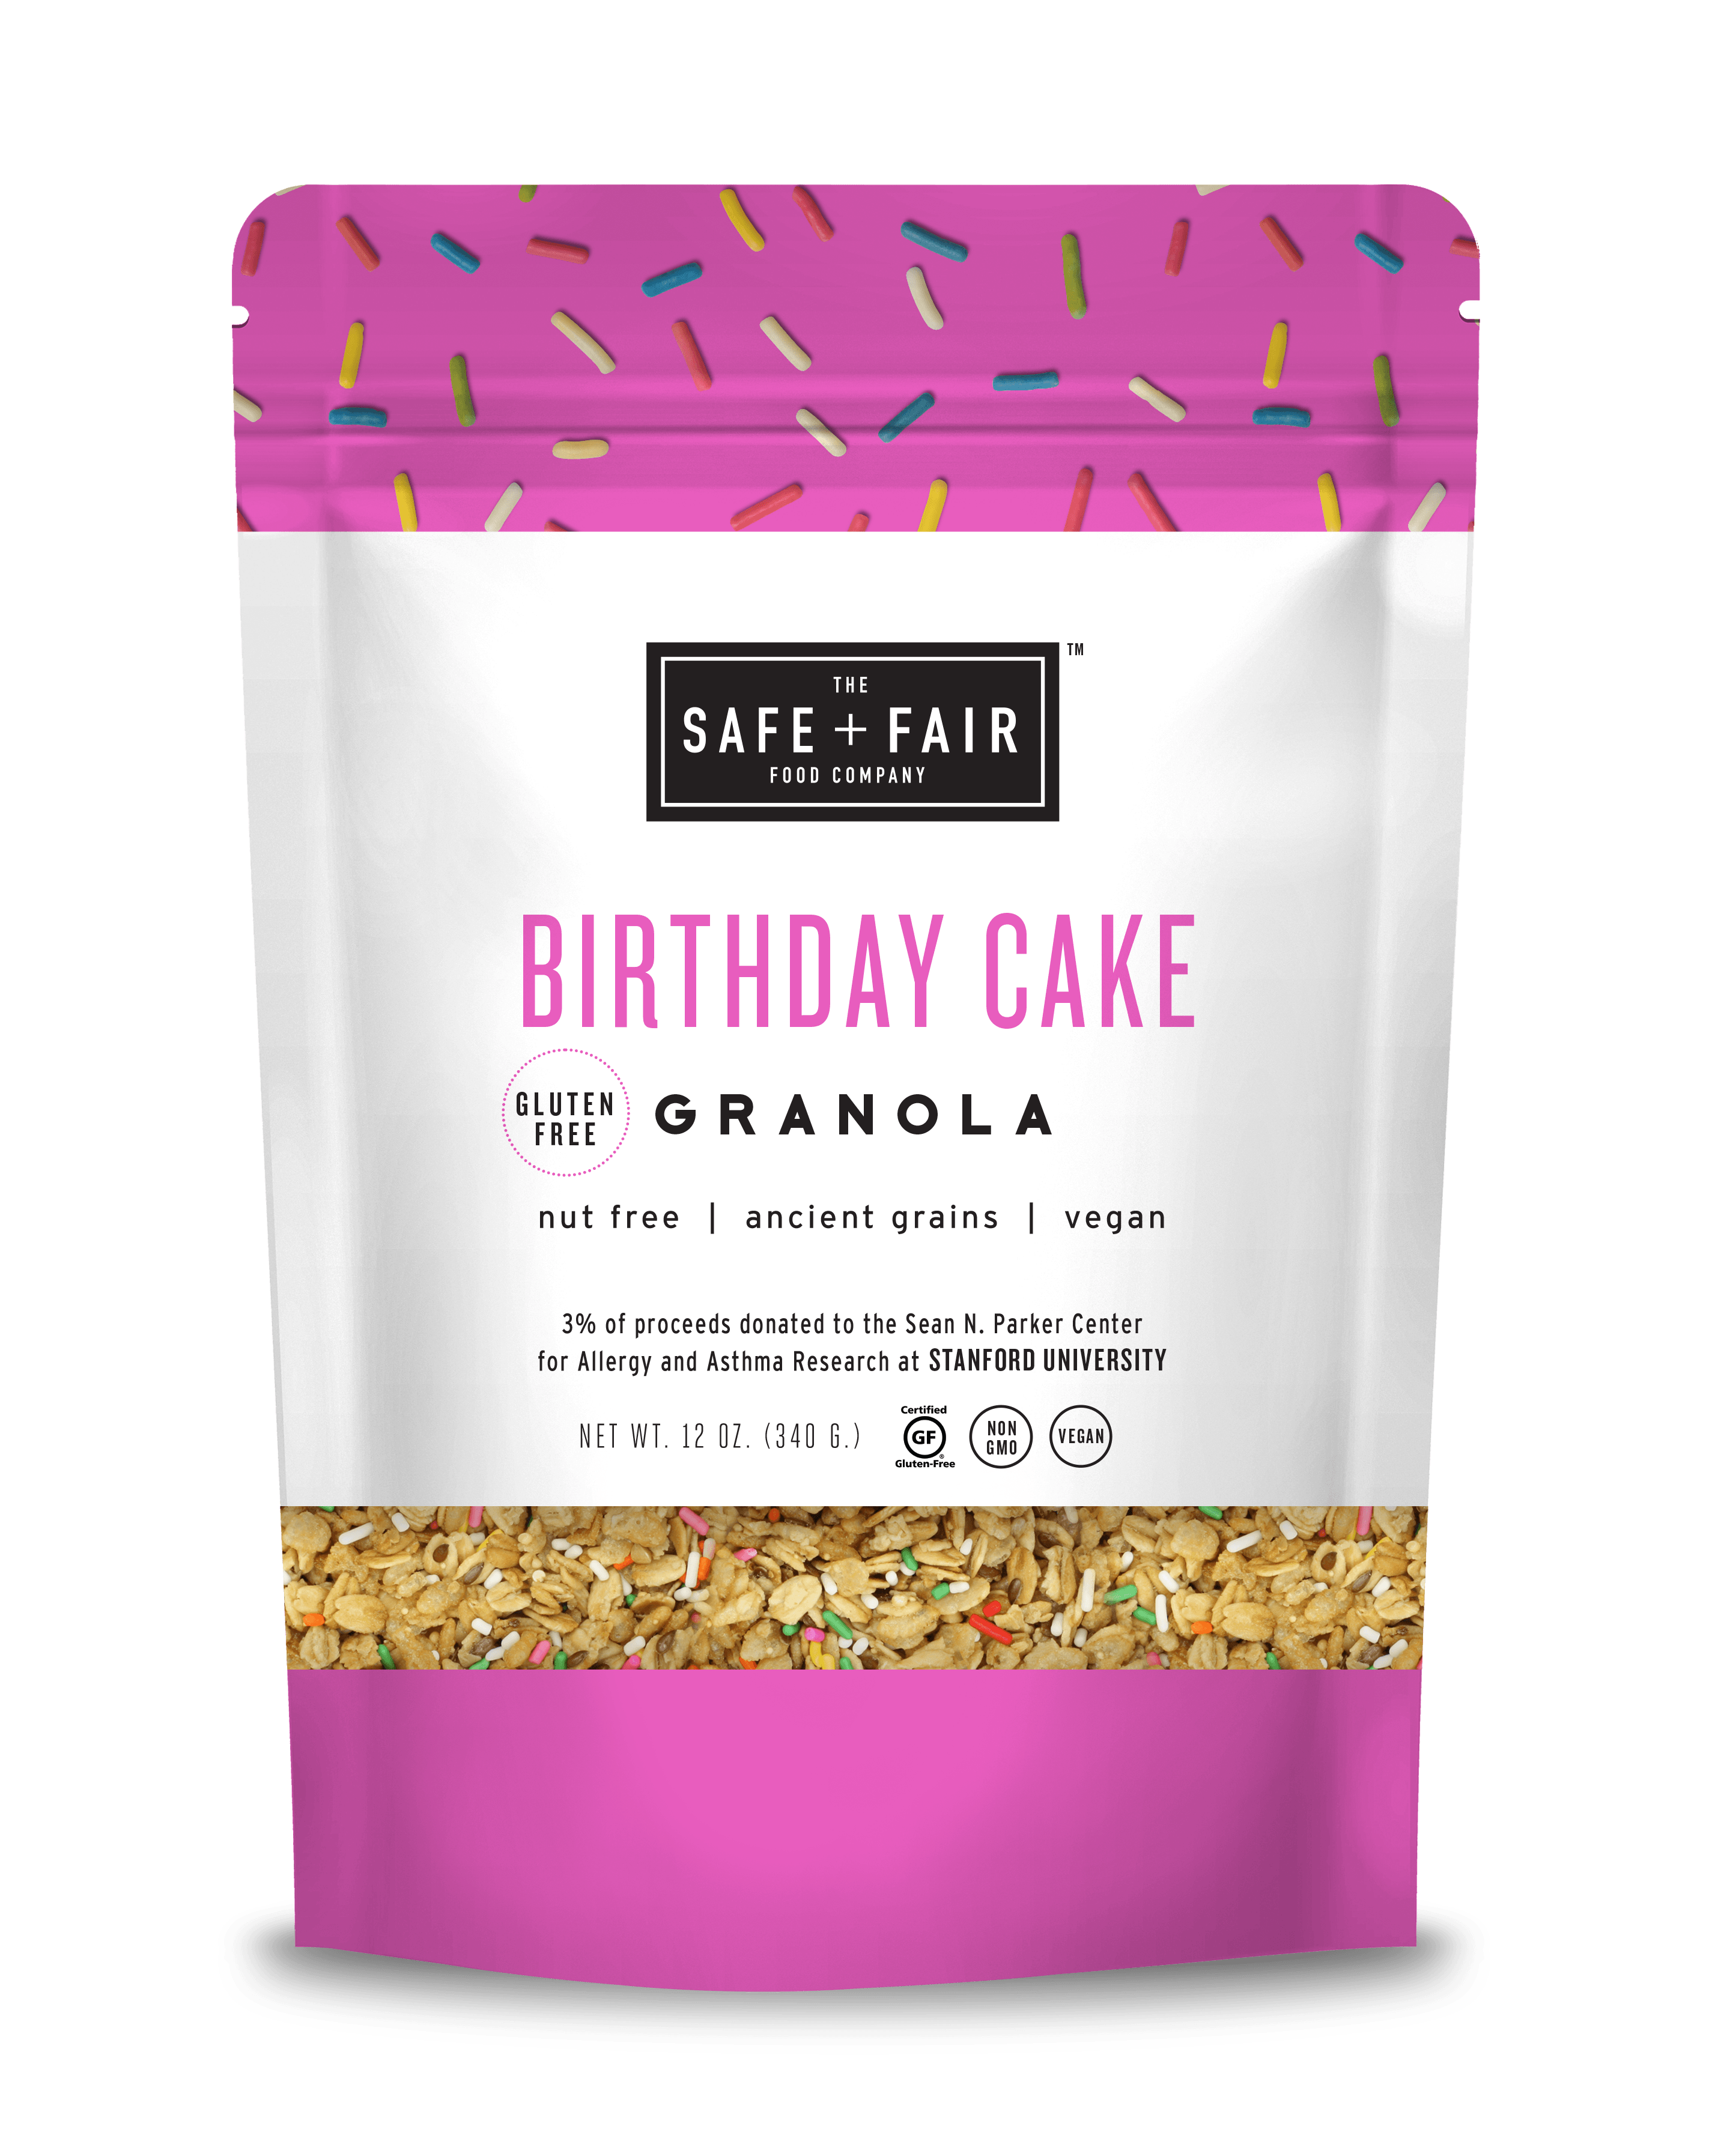 THE
SAFE + FAIR
FOOD COMPANY
TM
BIRTHDAY CAKE
GLUTEN
FREE
GRANOLA
nut free | ancient grains | vegan
3% of proceeds donated to the Sean N. Parker Center
for Allergy and Asthma Research at STANFORD UNIVERSITY
NET WT. 12 OZ. (340 G.)
Certified
GF
®
Gluten-Free
NON
GMO
VEGAN